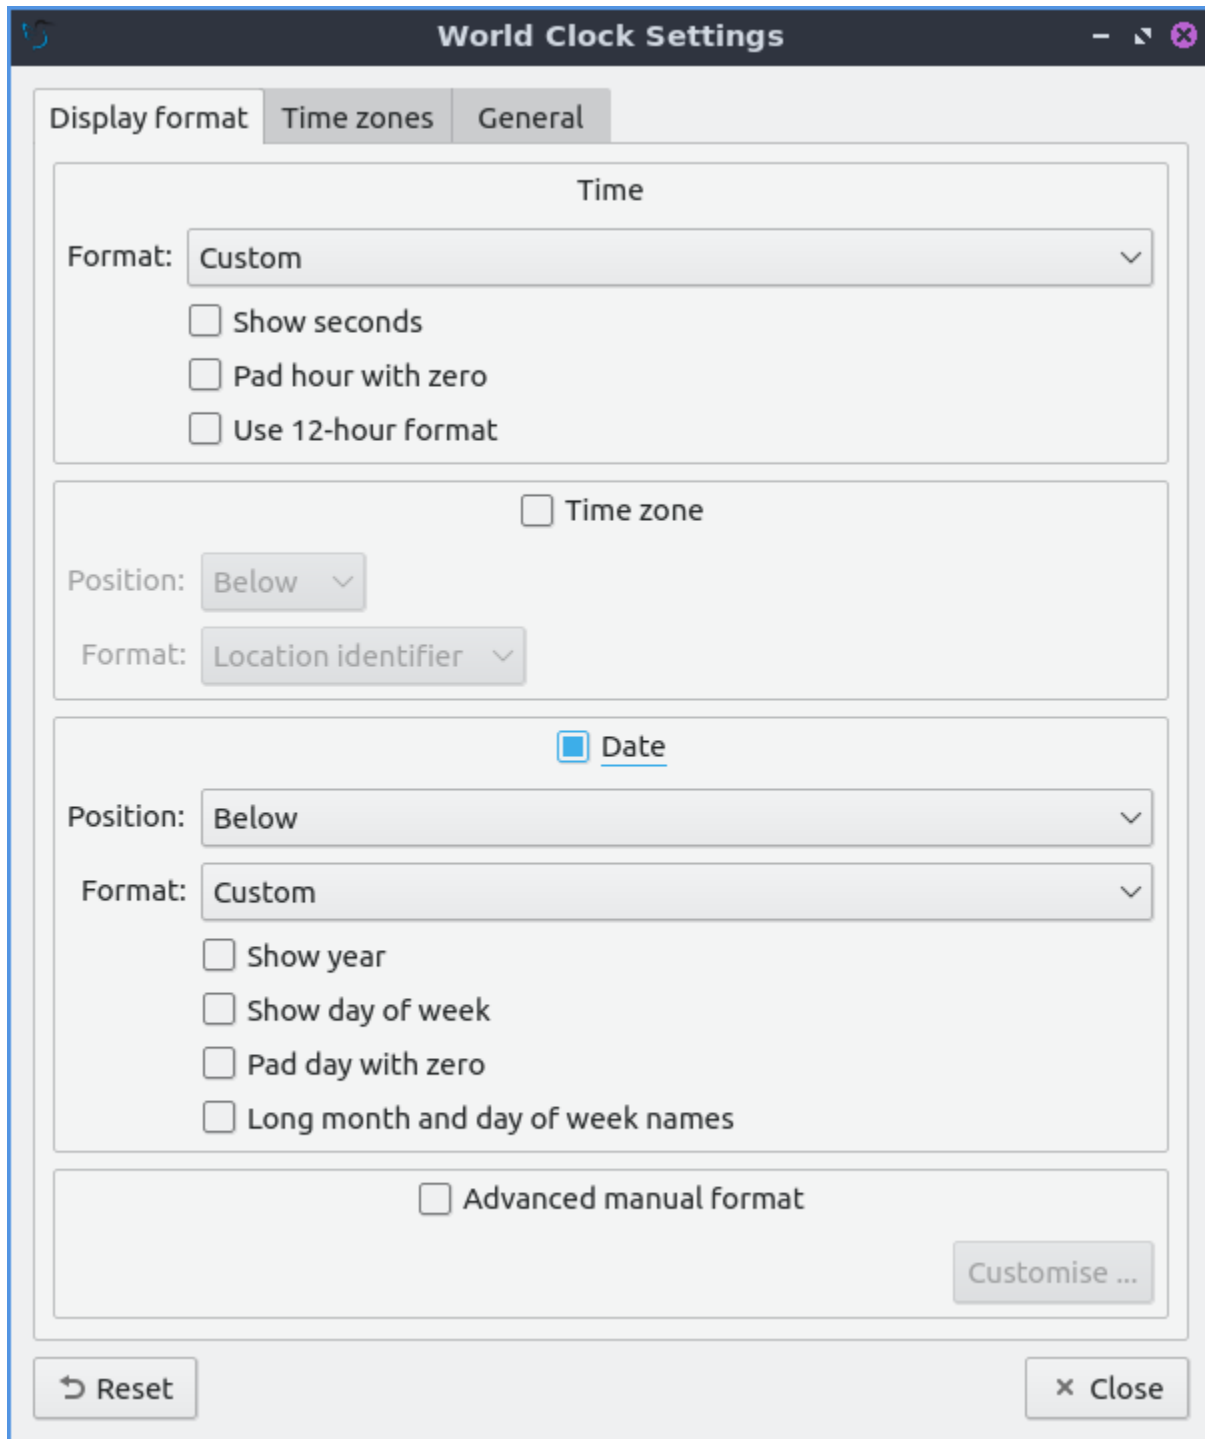 World Clock Settings
Display format Time zones General
Time
Format: Custom
Show seconds
Pad hour with zero
Use 12-hour format
Time zone
Position: Below
Format: Location identifier
Date
Position: Below
Format: Custom
Show year
Show day of week
Pad day with zero
Long month and day of week names
Advanced manual format
Customise ...
Reset Close